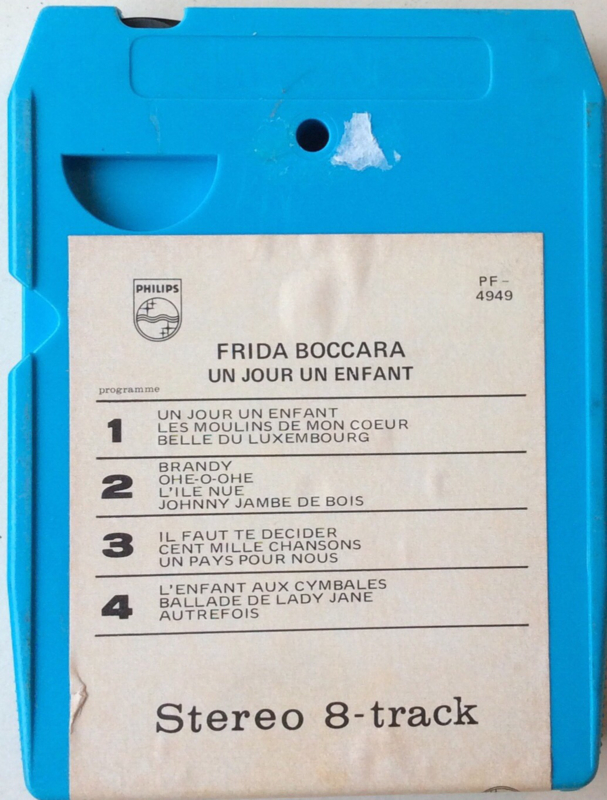 PHILIPS
PF-
4949
FRIDA BOCCARA
UN JOUR UN ENFANT
programme
1
UN JOUR UN ENFANT
LES MOULINS DE MON COEUR
BELLE DU LUXEMBOURG
2
BRANDY
OHE-O-OHE
L'ILE NUE
JOHNNY JAMBE DE BOIS
3
IL FAUT TE DECIDER
CENT MILLE CHANSONS
UN PAYS POUR NOUS
4
L'ENFANT AUX CYMBALES
BALLADE DE LADY JANE
AUTREFOIS
Stereo 8-track